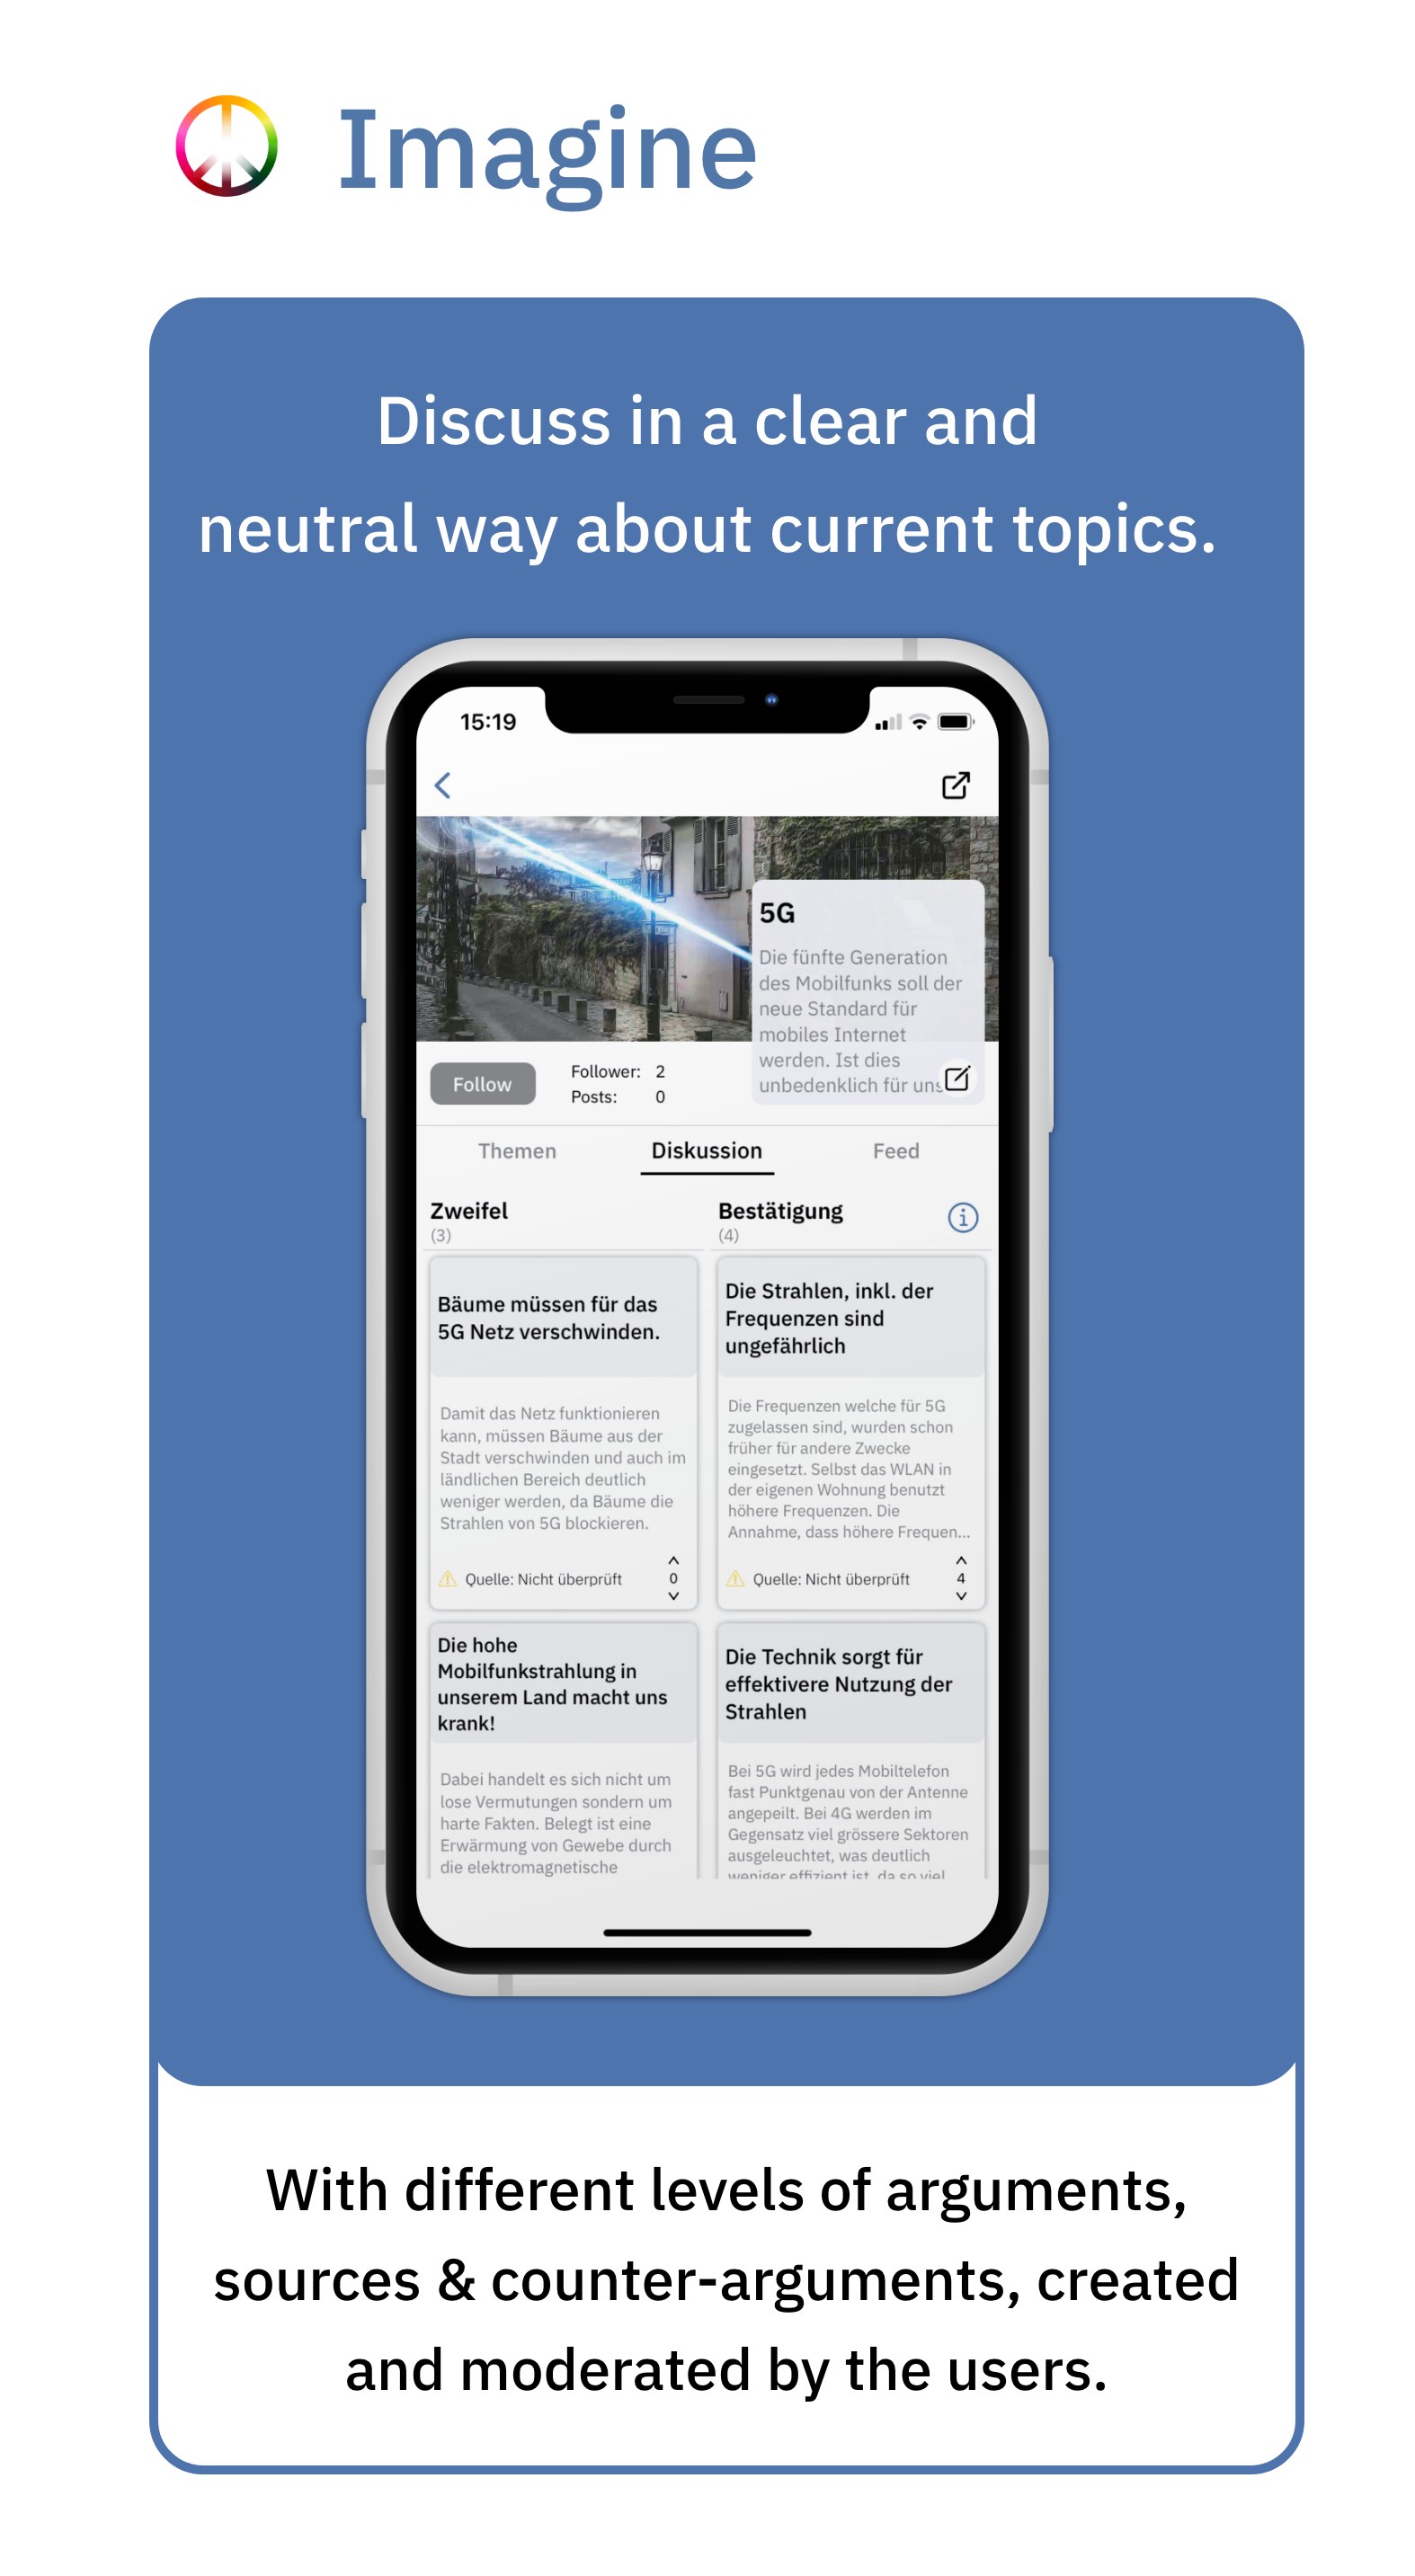 Imagine
Discuss in a clear and
neutral way about current topics.
15:19
5G
Die fünfte Generation
des Mobilfunks soll der
neue Standard für
mobiles Internet
werden. Ist dies
unbedenklich für uns
Follow
Follower: 2
Posts: 0
Themen Diskussion Feed
Zweifel
(3)
Bestätigung
(4)
Bäume müssen für das
5G Netz verschwinden.
Damit das Netz funktionieren
kann, müssen Bäume aus der
Stadt verschwinden und auch im
ländlichen Bereich deutlich
weniger werden, da Bäume die
Strahlen von 5G blockieren.
Quelle: Nicht überprüft
0
Die Strahlen, inkl. der
Frequenzen sind
ungefährlich
Die Frequenzen welche für 5G
zugelassen sind, wurden schon
früher für andere Zwecke
eingesetzt. Selbst das WLAN in
der eigenen Wohnung benutzt
höhere Frequenzen. Die
Annahme, dass höhere Frequen...
Quelle: Nicht überprüft
4
Die hohe
Mobilfunkstrahlung in
unserem Land macht uns
krank!
Dabei handelt es sich nicht um
lose Vermutungen sondern um
harte Fakten. Belegt ist eine
Erwärmung von Gewebe durch
die elektromagnetische
Die Technik sorgt für
effektivere Nutzung der
Strahlen
Bei 5G wird jedes Mobiltelefon
fast Punktgenau von der Antenne
angepeilt. Bei 4G werden im
Gegensatz viel grössere Sektoren
ausgeleuchtet, was deutlich
weniger effizient ist, da so viel
With different levels of arguments,
sources & counter-arguments, created
and moderated by the users.